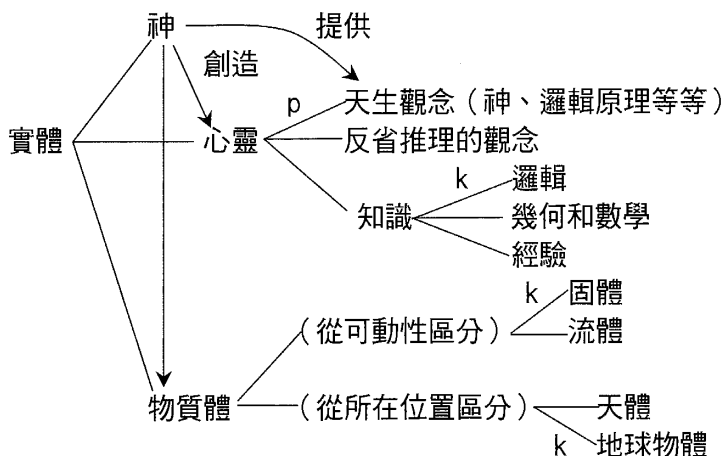 神 提供
創造
p 天生觀念（神、邏輯原理等等）
實體 心靈 反省推理的觀念
k 邏輯
知識 幾何和數學
經驗
k 固體
（從可動性區分） 流體
物質體 （從所在位置區分） 天體
k 地球物體